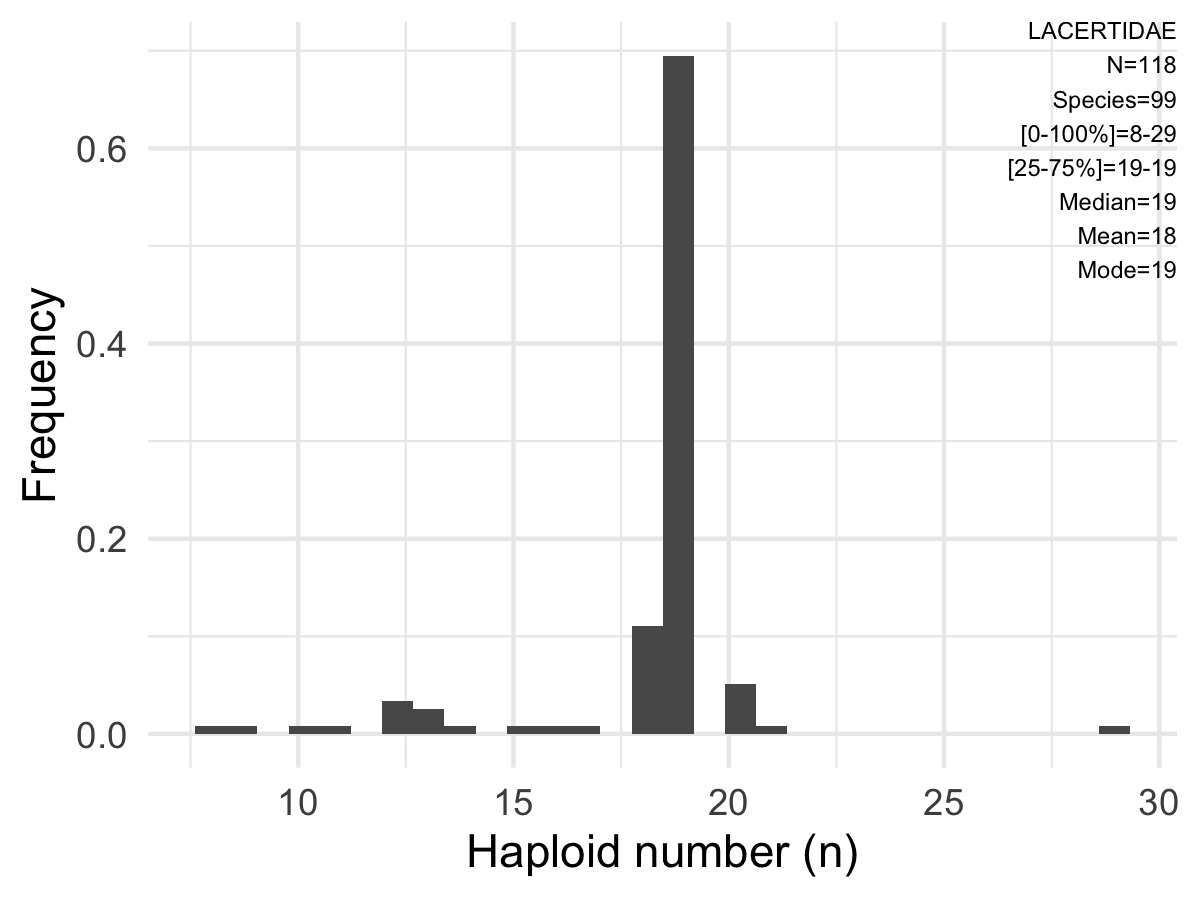 LACERTIDAE
N=118
Species=99
[0-100%]=8-29
[25-75%]=19-19
Median=19
Mean=18
Mode=19
Frequency
0.6
0.4
0.2
0.0
10 15 20 25 30
Haploid number (n)